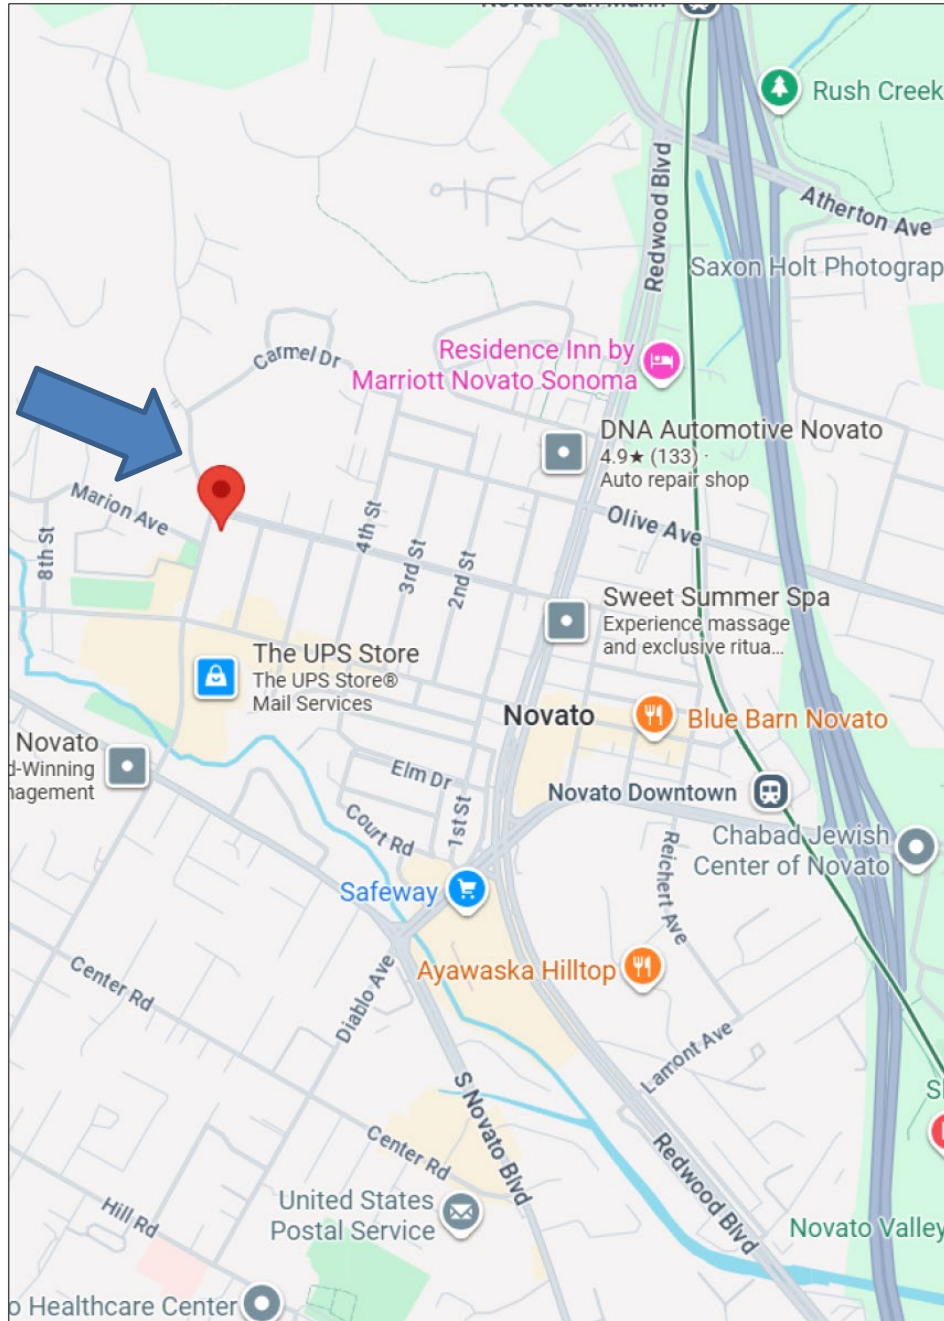 Novato San Marin
Rush Creek
Redwood Blvd
Atherton Ave
Saxon Holt Photograp
Carmel Dr
Residence Inn by
Marriott Novato Sonoma
DNA Automotive Novato
4.9★ (133) ·
Auto repair shop
Marion Ave
8th St
4th St
3rd St
2nd St
Olive Ave
Sweet Summer Spa
Experience massage
and exclusive ritua...
The UPS Store
The UPS Store®
Mail Services
Novato
Blue Barn Novato
Novato
d-Winning
nagement
Elm Dr
1st St
Court Rd
Novato Downtown
Reichert Ave
Chabad Jewish
Center of Novato
Safeway
Ayawaska Hilltop
Center Rd
Diablo Ave
Lamont Ave
S Novato Blvd
Center Rd
Redwood Blvd
Hill Rd
United States
Postal Service
Novato Valley
o Healthcare Center